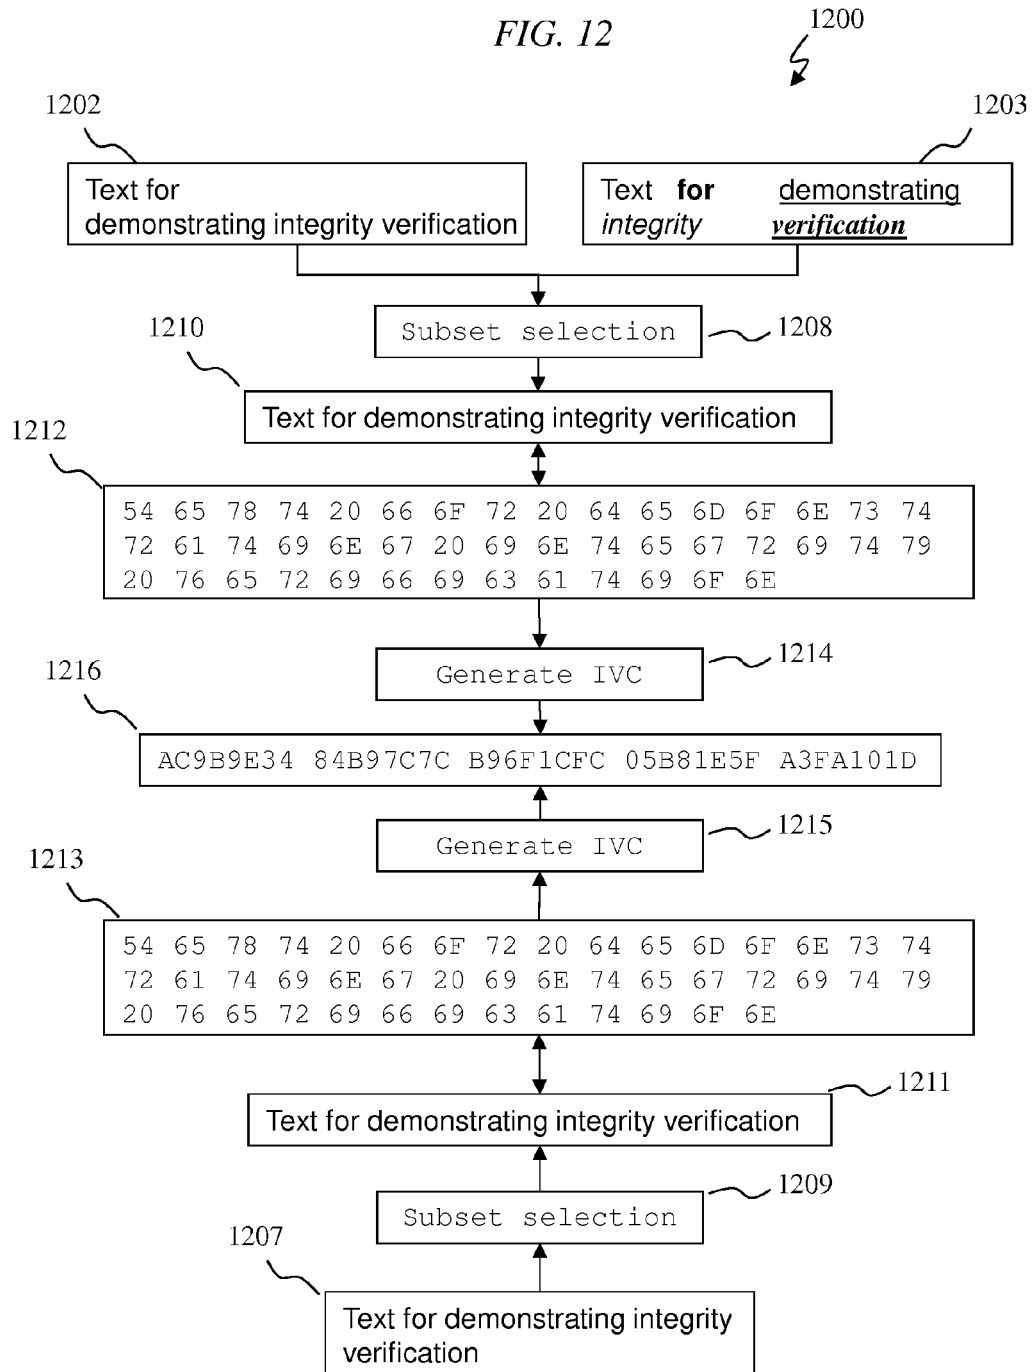 FIG. 12
1200
1202
1203
Text for
demonstrating integrity verification
Text for demonstrating
integrity verification
1210
Subset selection
1208
Text for demonstrating integrity verification
1212
54 65 78 74 20 66 6F 72 20 64 65 6D 6F 6E 73 74
72 61 74 69 6E 67 20 69 6E 74 65 67 72 69 74 79
20 76 65 72 69 66 69 63 61 74 69 6F 6E
Generate IVC
1214
1216
AC9B9E34 84B97C7C B96F1CFC 05B81E5F A3FA101D
Generate IVC
1215
1213
54 65 78 74 20 66 6F 72 20 64 65 6D 6F 6E 73 74
72 61 74 69 6E 67 20 69 6E 74 65 67 72 69 74 79
20 76 65 72 69 66 69 63 61 74 69 6F 6E
1211
Text for demonstrating integrity verification
Subset selection
1209
1207
Text for demonstrating integrity
verification